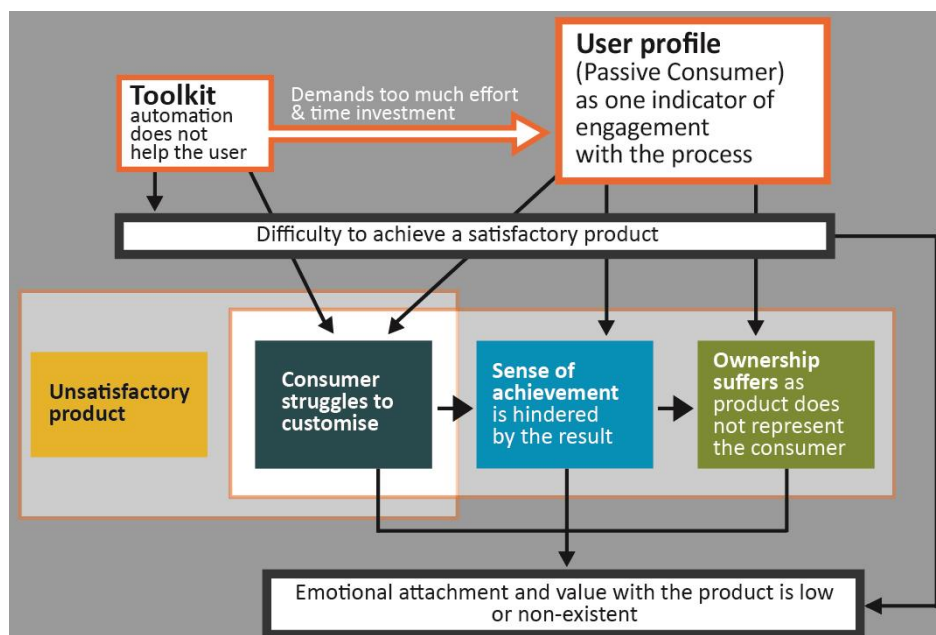 Toolkit
automation
does not
help the user
Demands too much effort
& time investment
User profile
(Passive Consumer)
as one indicator of
engagement
with the process
Difficulty to achieve a satisfactory product
Unsatisfactory
product
Consumer
struggles to
customise
Sense of
achievement
is hindered
by the result
Ownership
suffers as
product does
not represent
the consumer
Emotional attachment and value with the product is low
or non-existent